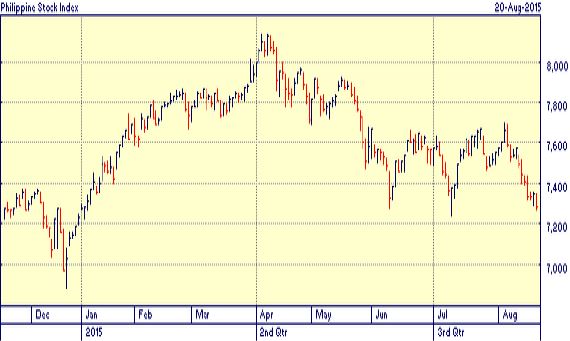 Philippine Stock Index 20-Aug-2015
8,000
7,800
7,600
7,400
7,200
7,000
Dec Jan Feb Mar Apr May Jun Jul Aug
2015 2nd Qtr 3rd Qtr